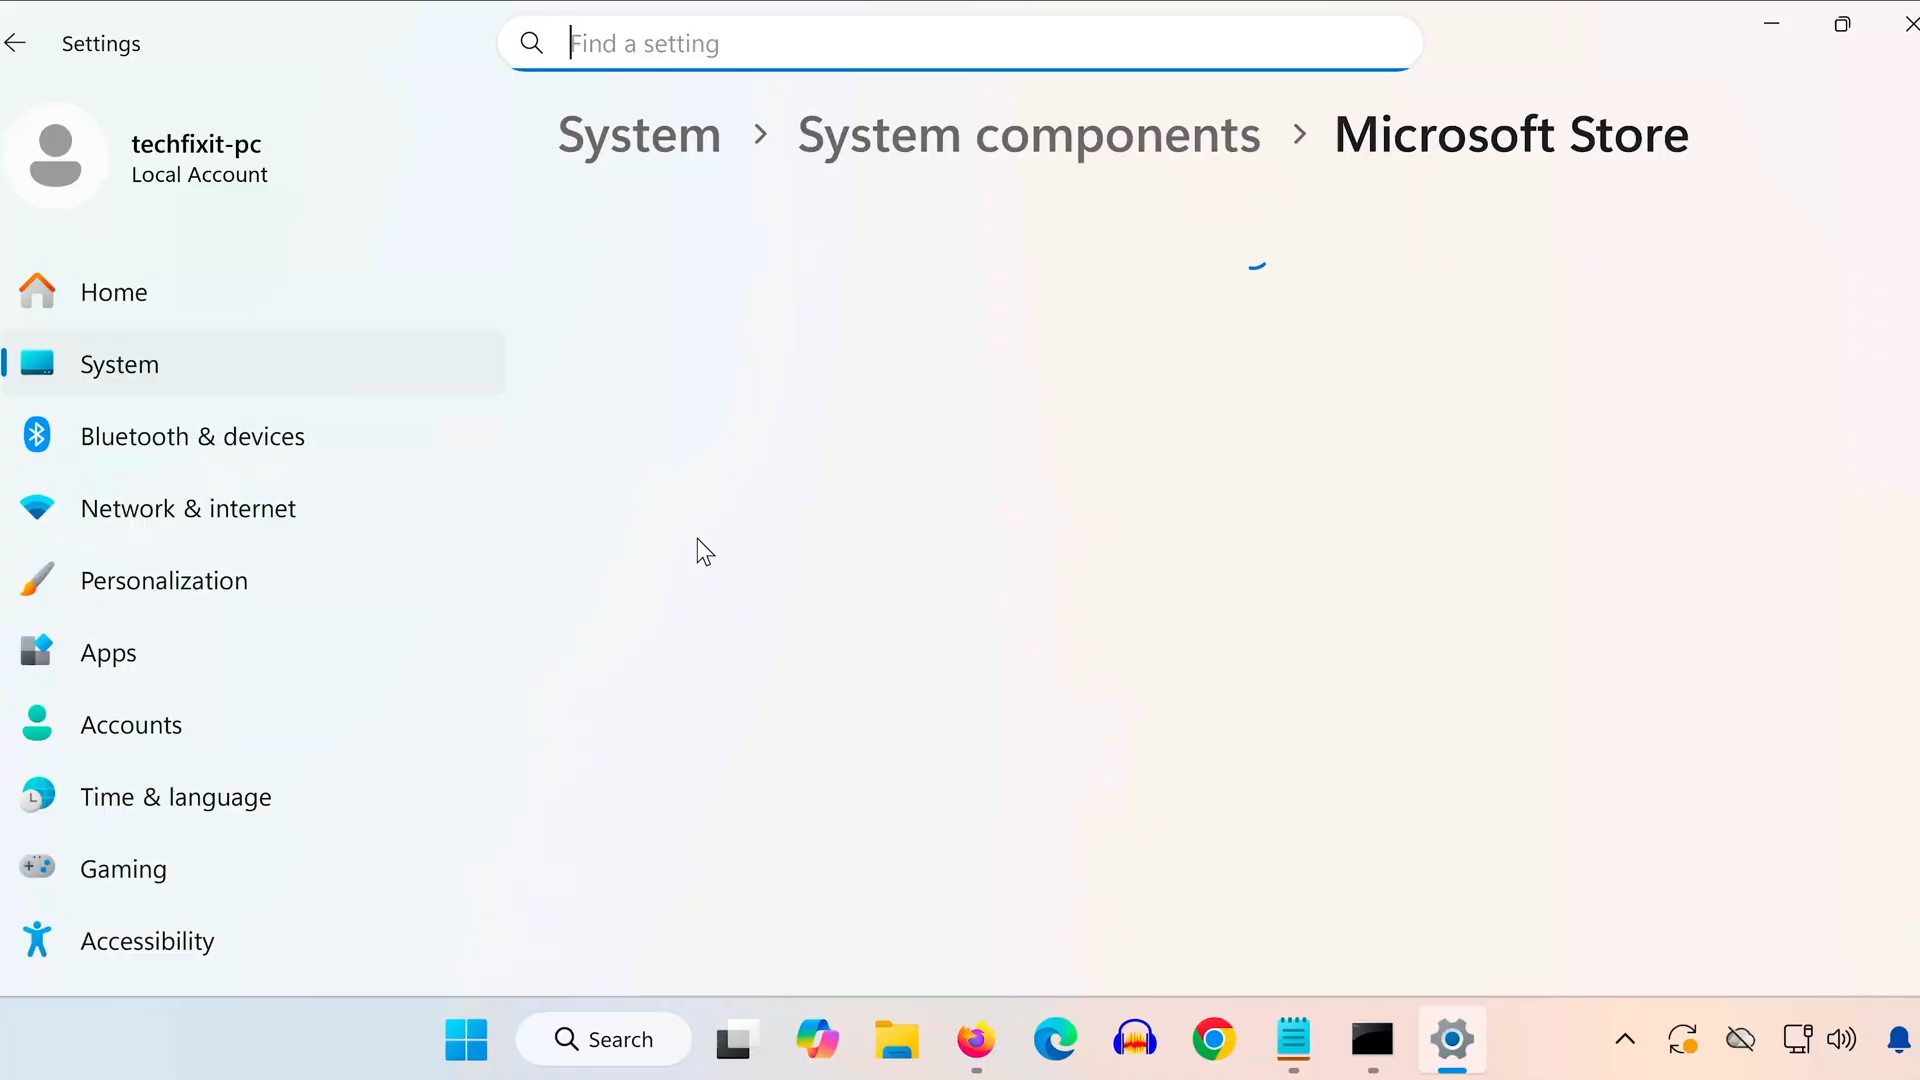 Settings
Find a setting
techfixit-pc
Local Account
System > System components > Microsoft Store
Home
System
Bluetooth & devices
Network & internet
Personalization
Apps
Accounts
Time & language
Gaming
Accessibility
Search